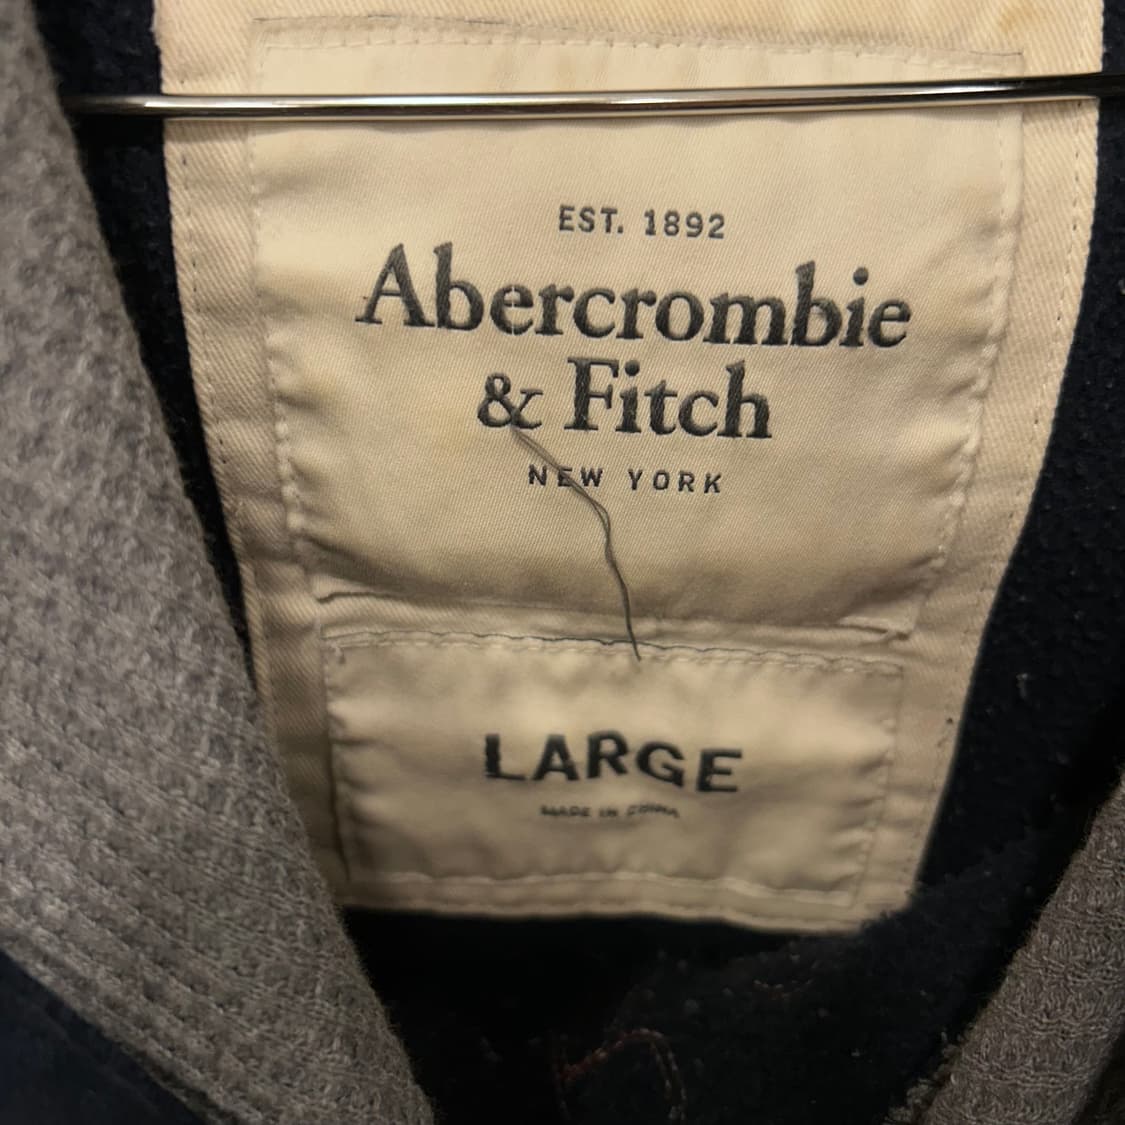 EST. 1892
Abercrombie
& Fitch
NEW YORK
LARGE
MADE IN CHINA